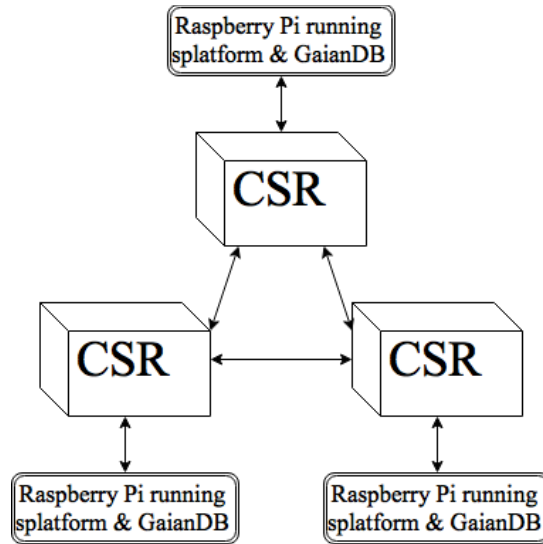 Raspberry Pi running
splatform & GaianDB
CSR
CSR
CSR
Raspberry Pi running
splatform & GaianDB
Raspberry Pi running
splatform & GaianDB